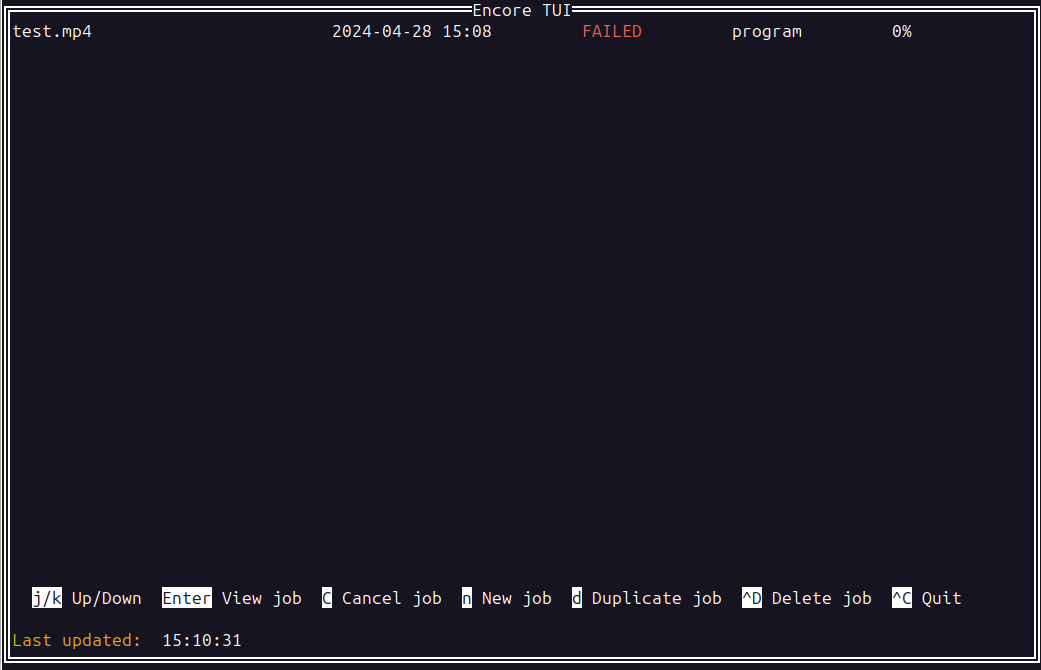 Encore TUI
test.mp4 2024-04-28 15:08 FAILED program 0%
j/k Up/Down Enter View job C Cancel job n New job d Duplicate job ^D Delete job ^C Quit
Last updated: 15:10:31